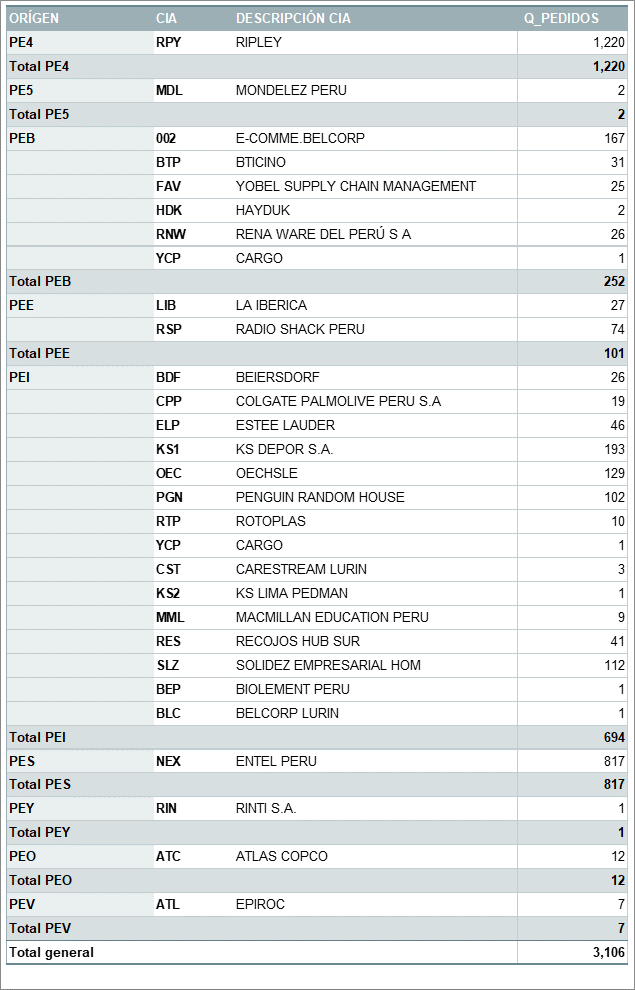 ORÍGEN CIA DESCRIPCIÓN CIA Q_PEDIDOS
PE4 RPY RIPLEY 1,220
Total PE4 1,220
PE5 MDL MONDELEZ PERU 2
Total PE5 2
PEB 002 E-COMME.BELCORP 167
BTP BTICINO 31
FAV YOBEL SUPPLY CHAIN MANAGEMENT 25
HDK HAYDUK 2
RNW RENA WARE DEL PERÚ S A 26
YCP CARGO 1
Total PEB 252
PEE LIB LA IBERICA 27
RSP RADIO SHACK PERU 74
Total PEE 101
PEI BDF BEIERSDORF 26
CPP COLGATE PALMOLIVE PERU S.A 19
ELP ESTEE LAUDER 46
KS1 KS DEPOR S.A. 193
OEC OECHSLE 129
PGN PENGUIN RANDOM HOUSE 102
RTP ROTOPLAS 10
YCP CARGO 1
CST CARESTREAM LURIN 3
KS2 KS LIMA PEDMAN 1
MML MACMILLAN EDUCATION PERU 9
RES RECOJOS HUB SUR 41
SLZ SOLIDEZ EMPRESARIAL HOM 112
BEP BIOLEMENT PERU 1
BLC BELCORP LURIN 1
Total PEI 694
PES NEX ENTEL PERU 817
Total PES 817
PEY RIN RINTI S.A. 1
Total PEY 1
PEO ATC ATLAS COPCO 12
Total PEO 12
PEV ATL EPIROC 7
Total PEV 7
Total general 3,106